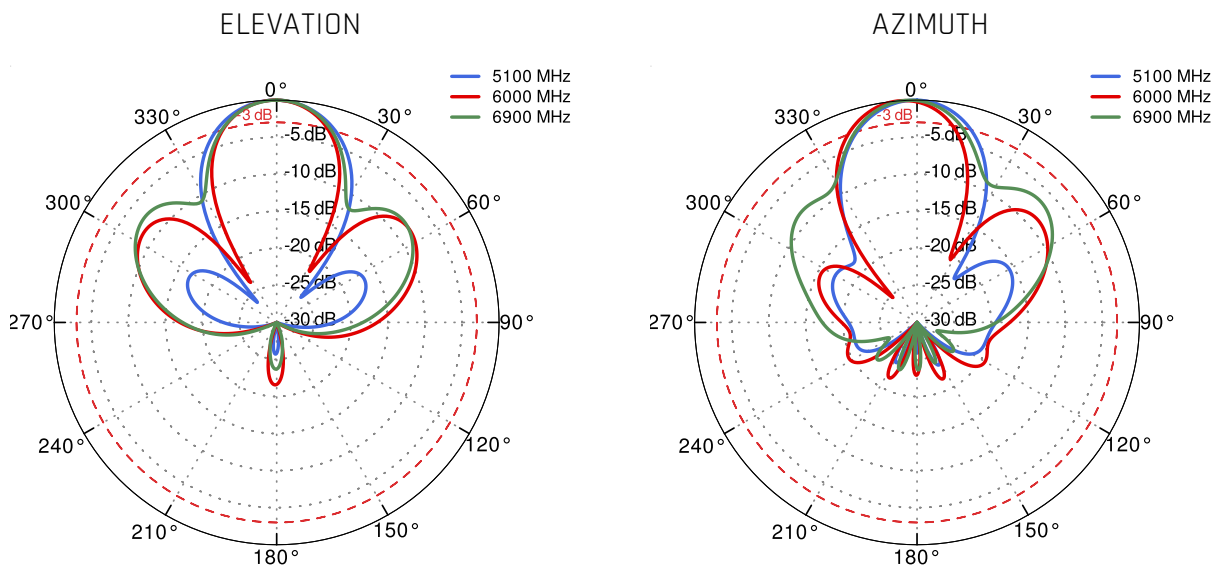 ELEVATION
5100 MHz
6000 MHz
6900 MHz
0°
30°
60°
90°
120°
150°
180°
210°
240°
270°
300°
330°
-3 dB
-5 dB
-10 dB
-15 dB
-20 dB
-25 dB
-30 dB
AZIMUTH
5100 MHz
6000 MHz
6900 MHz
0°
30°
60°
90°
120°
150°
180°
210°
240°
270°
300°
330°
-3 dB
-5 dB
-10 dB
-15 dB
-20 dB
-25 dB
-30 dB